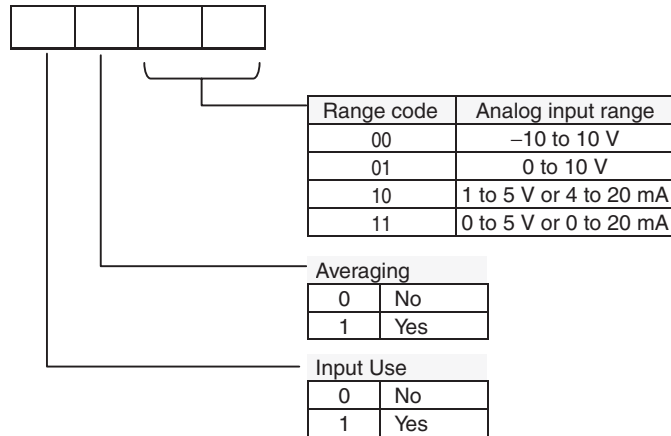 Range code Analog input range
00 –10 to 10 V
01 0 to 10 V
10 1 to 5 V or 4 to 20 mA
11 0 to 5 V or 0 to 20 mA
Averaging
0 No
1 Yes
Input Use
0 No
1 Yes